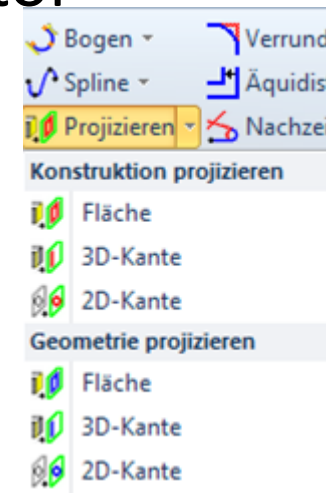 Bogen
Verrund
Spline
Äquidis
Projizieren
Nachzei
Konstruktion projizieren
Fläche
3D-Kante
2D-Kante
Geometrie projizieren
Fläche
3D-Kante
2D-Kante